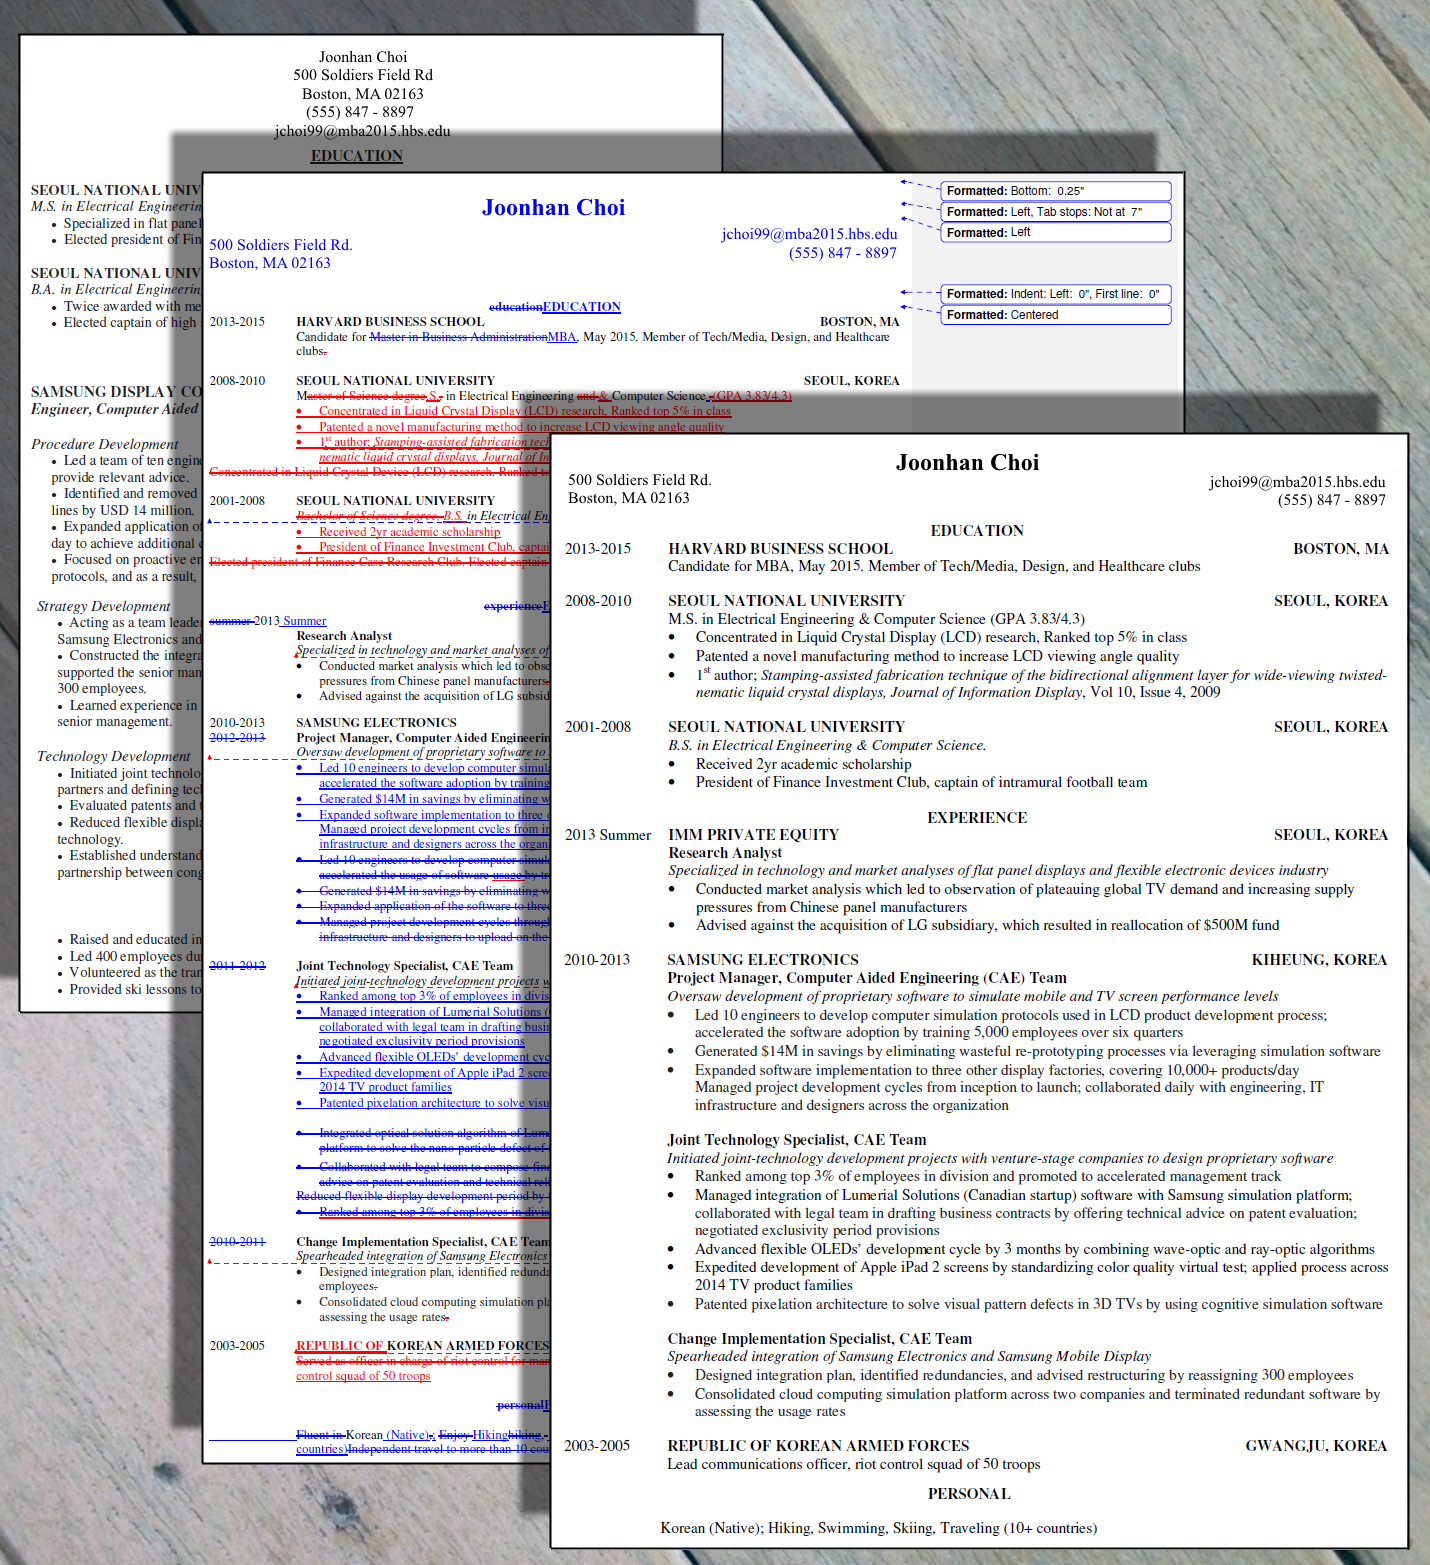 Joonhan Choi
500 Soldiers Field Rd
Boston, MA 02163
(555) 847 - 8897
jchoi99@mba2015.hbs.edu
EDUCATION
SEOUL NATIONAL UNIV
M.S. in Electrical Engineerin
• Specialized in flat panel
• Elected president of Fin
SEOUL NATIONAL UNIV
B.A. in Electrical Engineering
• Twice awarded with me
• Elected captain of high
SAMSUNG DISPLAY CO
Engineer, Computer Aided
Procedure Development
• Led a team of ten engine
provide relevant advice.
• Identified and removed
lines by USD 14 million.
• Expanded application of
day to achieve additional
• Focused on proactive en
protocols, and as a result,
Strategy Development
• Acting as a team leade
Samsung Electronics and
• Constructed the integra
supported the senior man
300 employees.
• Learned experience in
senior management.
Technology Development
• Initiated joint technolo
partners and defining tec
• Evaluated patents and
• Reduced flexible displa
technology.
• Established understand
partnership between cong
• Raised and educated in
• Led 400 employees du
• Volunteered as the tran
• Provided ski lessons to
Joonhan Choi
500 Soldiers Field Rd.
Boston, MA 02163
jchoi99@mba2015.hbs.edu
(555) 847 - 8897
Formatted: Bottom: 0.25"
Formatted: Left, Tab stops: Not at 7"
Formatted: Left
Formatted: Indent: Left: 0", First line: 0"
Formatted: Centered
educationEDUCATION
2013-2015 HARVARD BUSINESS SCHOOL BOSTON, MA
Candidate for Master in Business AdministrationMBA, May 2015. Member of Tech/Media, Design, and Healthcare
clubs.
2008-2010 SEOUL NATIONAL UNIVERSITY SEOUL, KOREA
Master of Science degree S. in Electrical Engineering and & Computer Science. (GPA 3.83/4.3)
• Concentrated in Liquid Crystal Display (LCD) research, Ranked top 5% in class
• Patented a novel manufacturing method to increase LCD viewing angle quality
• 1st author; Stamping-assisted fabrication tech
nematic liquid crystal displays, Journal of In
Concentrated in Liquid Crystal Device (LCD) research. Ranked to
2001-2008 SEOUL NATIONAL UNIVERSITY
Bachelor of Science degree. B.S. in Electrical En
• Received 2yr academic scholarship
• President of Finance Investment Club, captai
Elected president of Finance Case Research Club. Elected captain
experienceE
summer 2013 Summer
Research Analyst
Specialized in technology and market analyses of
• Conducted market analysis which led to obse
pressures from Chinese panel manufacturers.
• Advised against the acquisition of LG subsid
2010-2013 SAMSUNG ELECTRONICS
2012-2013 Project Manager, Computer Aided Engineerin
Oversaw development of proprietary software to
• Led 10 engineers to develop computer simula
accelerated the software adoption by training
• Generated $14M in savings by eliminating w
• Expanded software implementation to three
Managed project development cycles from in
infrastructure and designers across the organi
• Led 10 engineers to develop computer simul
accelerated the usage of software usage by tr
• Generated $14M in savings by eliminating w
• Expanded application of the software to three
• Managed project development cycles through
infrastructure and designers to upload on the
2011-2012 Joint Technology Specialist, CAE Team
Initiated joint-technology development projects w
• Ranked among top 3% of employees in divis
• Managed integration of Lumerial Solutions (
collaborated with legal team in drafting busin
negotiated exclusivity period provisions
• Advanced flexible OLEDs' development cyc
• Expedited development of Apple iPad 2 scree
2014 TV product families
• Patented pixelation architecture to solve visu
• Integrated optical solution algorithm of Lume
platform to solve the nano-particle defect of
• Collaborated with legal team to compose fin
advice on patent evaluation and technical reli
Reduced flexible display development period by
• Ranked among top 3% of employees in divis
2010-2011 Change Implementation Specialist, CAE Team
Spearheaded integration of Samsung Electronics
• Designed integration plan, identified redunda
employees.
• Consolidated cloud computing simulation pla
assessing the usage rates.
2003-2005 REPUBLIC OF KOREAN ARMED FORCES
Served as officer in charge of riot control for man
control squad of 50 troops
personalP
Fluent in Korean (Native).; Enjoy Hikinghiking,
countries)Independent travel to more than 10 cou
Joonhan Choi
500 Soldiers Field Rd.
Boston, MA 02163
jchoi99@mba2015.hbs.edu
(555) 847 - 8897
EDUCATION
2013-2015 HARVARD BUSINESS SCHOOL BOSTON, MA
Candidate for MBA, May 2015. Member of Tech/Media, Design, and Healthcare clubs
2008-2010 SEOUL NATIONAL UNIVERSITY SEOUL, KOREA
M.S. in Electrical Engineering & Computer Science (GPA 3.83/4.3)
• Concentrated in Liquid Crystal Display (LCD) research, Ranked top 5% in class
• Patented a novel manufacturing method to increase LCD viewing angle quality
• 1st author; Stamping-assisted fabrication technique of the bidirectional alignment layer for wide-viewing twisted-
nematic liquid crystal displays, Journal of Information Display, Vol 10, Issue 4, 2009
2001-2008 SEOUL NATIONAL UNIVERSITY SEOUL, KOREA
B.S. in Electrical Engineering & Computer Science.
• Received 2yr academic scholarship
• President of Finance Investment Club, captain of intramural football team
EXPERIENCE
2013 Summer IMM PRIVATE EQUITY SEOUL, KOREA
Research Analyst
Specialized in technology and market analyses of flat panel displays and flexible electronic devices industry
• Conducted market analysis which led to observation of plateauing global TV demand and increasing supply
pressures from Chinese panel manufacturers
• Advised against the acquisition of LG subsidiary, which resulted in reallocation of $500M fund
2010-2013 SAMSUNG ELECTRONICS KIHEUNG, KOREA
Project Manager, Computer Aided Engineering (CAE) Team
Oversaw development of proprietary software to simulate mobile and TV screen performance levels
• Led 10 engineers to develop computer simulation protocols used in LCD product development process;
accelerated the software adoption by training 5,000 employees over six quarters
• Generated $14M in savings by eliminating wasteful re-prototyping processes via leveraging simulation software
• Expanded software implementation to three other display factories, covering 10,000+ products/day
Managed project development cycles from inception to launch; collaborated daily with engineering, IT
infrastructure and designers across the organization
Joint Technology Specialist, CAE Team
Initiated joint-technology development projects with venture-stage companies to design proprietary software
• Ranked among top 3% of employees in division and promoted to accelerated management track
• Managed integration of Lumerial Solutions (Canadian startup) software with Samsung simulation platform;
collaborated with legal team in drafting business contracts by offering technical advice on patent evaluation;
negotiated exclusivity period provisions
• Advanced flexible OLEDs' development cycle by 3 months by combining wave-optic and ray-optic algorithms
• Expedited development of Apple iPad 2 screens by standardizing color quality virtual test; applied process across
2014 TV product families
• Patented pixelation architecture to solve visual pattern defects in 3D TVs by using cognitive simulation software
Change Implementation Specialist, CAE Team
Spearheaded integration of Samsung Electronics and Samsung Mobile Display
• Designed integration plan, identified redundancies, and advised restructuring by reassigning 300 employees
• Consolidated cloud computing simulation platform across two companies and terminated redundant software by
assessing the usage rates
2003-2005 REPUBLIC OF KOREAN ARMED FORCES GWANGJU, KOREA
Lead communications officer, riot control squad of 50 troops
PERSONAL
Korean (Native); Hiking, Swimming, Skiing, Traveling (10+ countries)